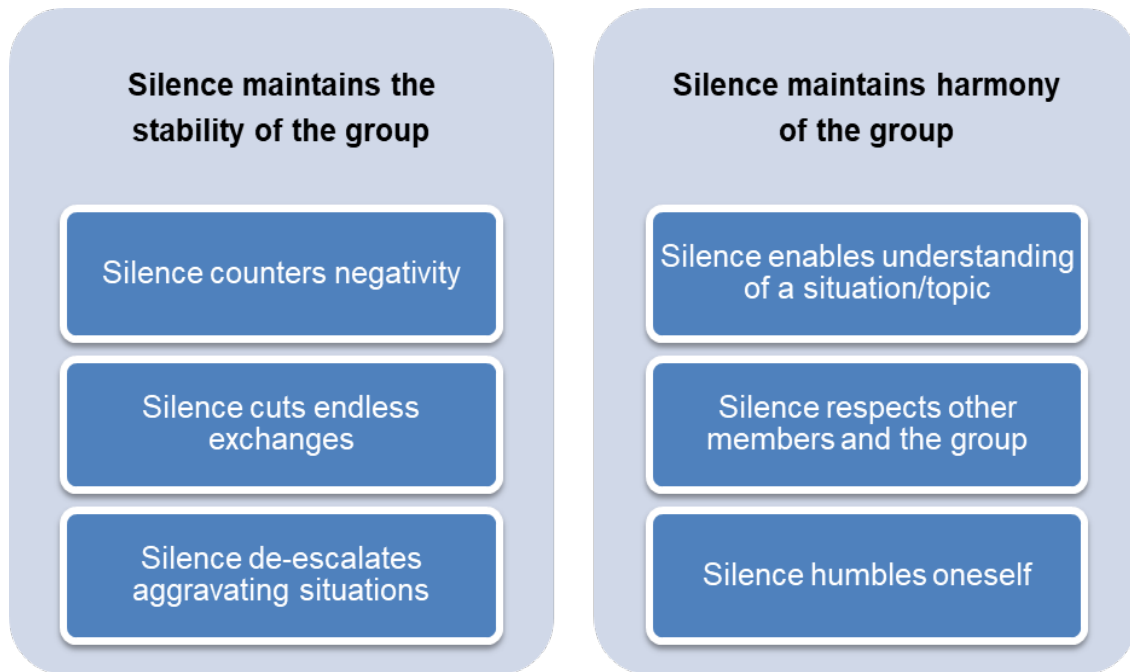 Silence maintains the
stability of the group
Silence counters negativity
Silence cuts endless
exchanges
Silence de-escalates
aggravating situations
Silence maintains harmony
of the group
Silence enables understanding
of a situation/topic
Silence respects other
members and the group
Silence humbles oneself